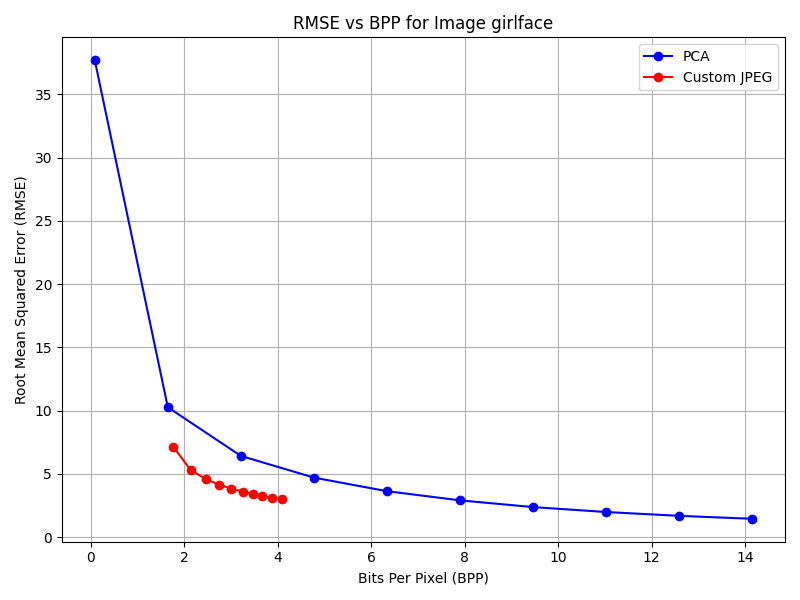 RMSE vs BPP for Image girlface
PCA
Custom JPEG
Root Mean Squared Error (RMSE)
35
30
25
20
15
10
5
0
0 2 4 6 8 10 12 14
Bits Per Pixel (BPP)